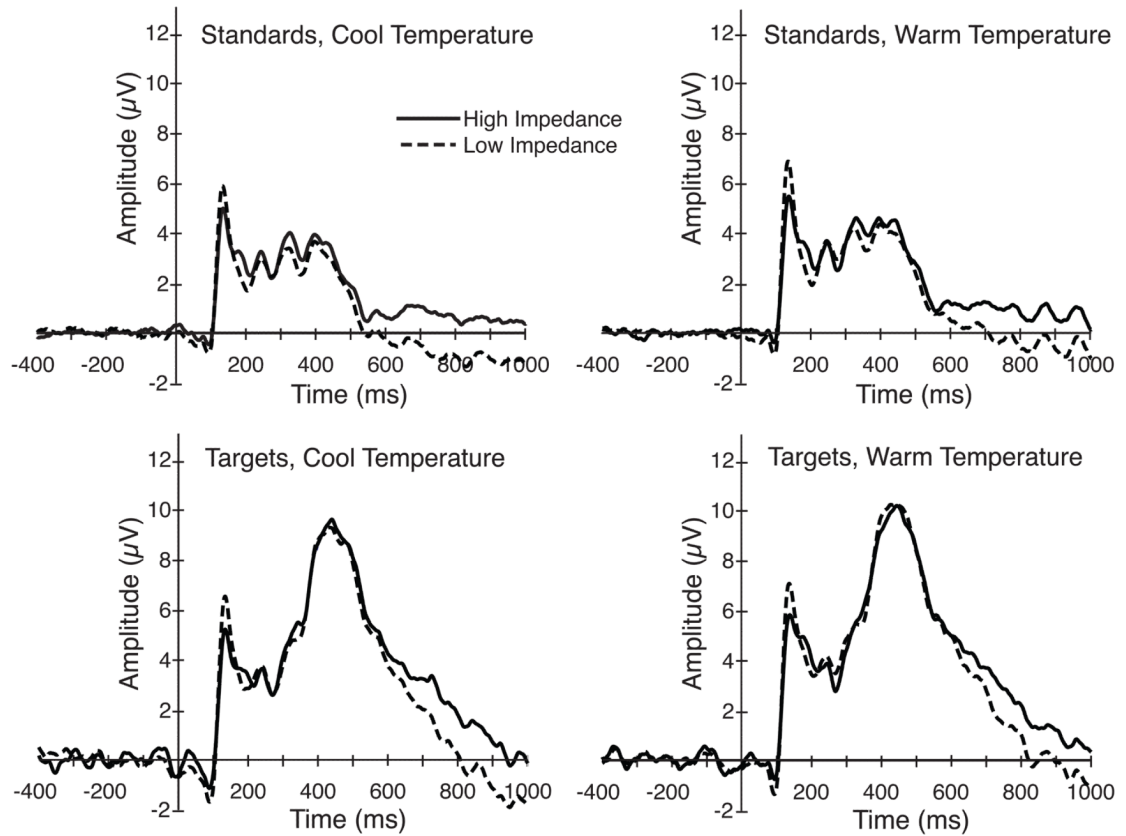 Standards, Cool Temperature
High Impedance
Low Impedance
Amplitude (µV)
12
10
8
6
4
2
-2
-400 -200 200 400 600 800 1000
Time (ms)
Standards, Warm Temperature
Amplitude (µV)
12
10
8
6
4
2
-2
-400 -200 200 400 600 800 1000
Time (ms)
Targets, Cool Temperature
Amplitude (µV)
12
10
8
6
4
2
-2
-400 -200 200 400 600 800 1000
Time (ms)
Targets, Warm Temperature
Amplitude (µV)
12
10
8
6
4
2
-2
-400 -200 200 400 600 800 1000
Time (ms)